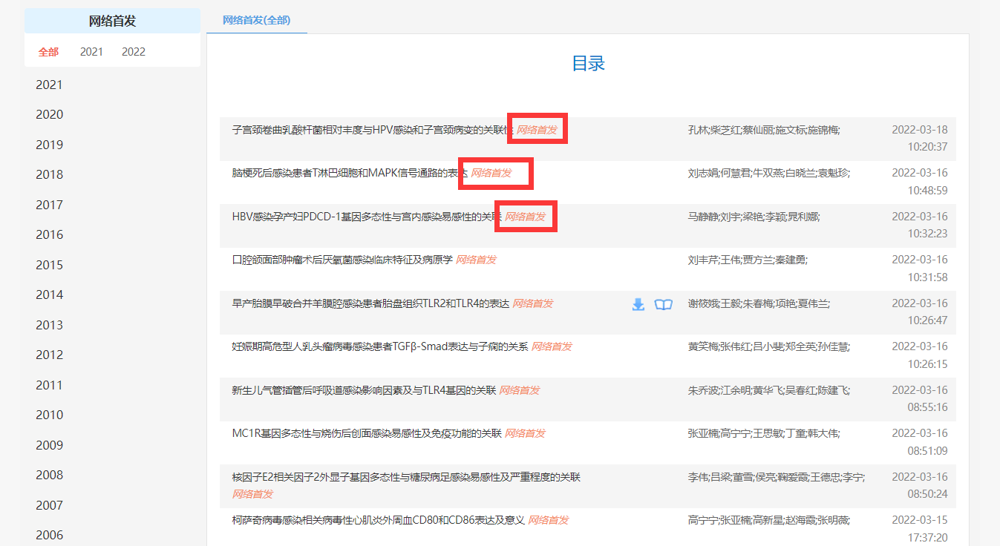 网络首发
全部 2021 2022
2021
2020
2019
2018
2017
2016
2015
2014
2013
2012
2011
2010
2009
2008
2007
2006
网络首发(全部)
目录
子宫颈卷曲乳酸杆菌相对丰度与HPV感染和子宫颈病变的关联性 网络首发 孔林;柴芝红;蔡仙丽;施文标;施锦梅; 2022-03-18
10:20:37
脑梗死后感染患者T淋巴细胞和MAPK信号通路的表达 网络首发 刘志娟;何慧君;牛双燕;白晓兰;袁魁珍; 2022-03-16
10:48:59
HBV感染孕产妇PDCD-1基因多态性与宫内感染易感性的关联 网络首发 马静静;刘宇;梁艳;李颖;晁利娜; 2022-03-16
10:32:23
口腔颌面部肿瘤术后厌氧菌感染临床特征及病原学 网络首发 刘丰芹;王伟;贾方兰;秦建勇; 2022-03-16
10:31:58
早产胎膜早破合并羊膜腔感染患者胎盘组织TLR2和TLR4的表达 网络首发 谢筱娥;王毅;朱春梅;项艳;夏伟兰; 2022-03-16
10:26:47
妊娠期高危型人乳头瘤病毒感染患者TGFβ-Smad表达与子痫的关系 网络首发 黄笑梅;张伟红;吕小斐;郑全英;孙佳慧; 2022-03-16
10:26:15
新生儿气管插管后呼吸道感染影响因素及与TLR4基因的关联 网络首发 朱乔波;江余明;黄华飞;吴春红;陈建飞; 2022-03-16
08:55:16
MC1R基因多态性与烧伤后创面感染易感性及免疫功能的关联 网络首发 张亚楠;高宁宁;王思敏;丁童;韩大伟; 2022-03-16
08:51:09
核因子E2相关因子2外显子基因多态性与糖尿病足感染易感性及严重程度的关联 李伟;吕梁;董雪;侯亮;鞠爱霞;王德忠;李宁; 2022-03-16
网络首发 08:50:24
柯萨奇病毒感染相关病毒性心肌炎外周血CD80和CD86表达及意义 网络首发 高宁宁;张亚楠;高新星;赵海霞;张明薇; 2022-03-15
17:37:20